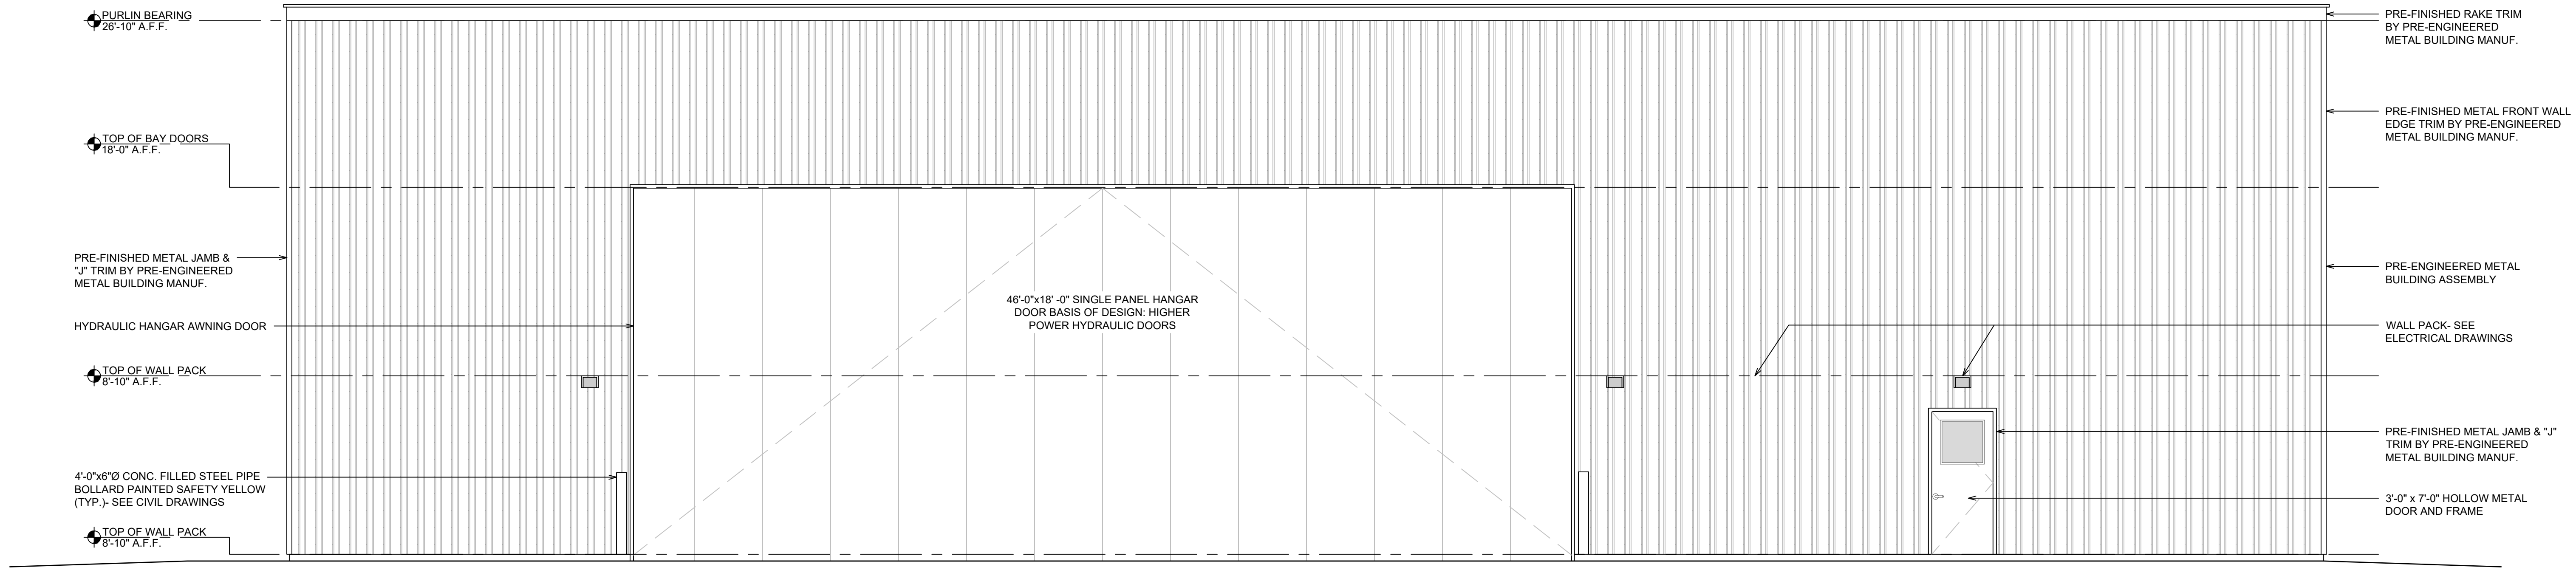 PURLIN BEARING
26'-10" A.F.F.
TOP OF BAY DOORS
18'-0" A.F.F.
PRE-FINISHED METAL JAMB &
"J" TRIM BY PRE-ENGINEERED
METAL BUILDING MANUF.
HYDRAULIC HANGAR AWNING DOOR
TOP OF WALL PACK
8'-10" A.F.F.
4'-0"x6"Ø CONC. FILLED STEEL PIPE
BOLLARD PAINTED SAFETY YELLOW
(TYP.)- SEE CIVIL DRAWINGS
TOP OF WALL PACK
8'-10" A.F.F.
46'-0"x18' -0" SINGLE PANEL HANGAR
DOOR BASIS OF DESIGN: HIGHER
POWER HYDRAULIC DOORS
PRE-FINISHED RAKE TRIM
BY PRE-ENGINEERED
METAL BUILDING MANUF.
PRE-FINISHED METAL FRONT WALL
EDGE TRIM BY PRE-ENGINEERED
METAL BUILDING MANUF.
PRE-ENGINEERED METAL
BUILDING ASSEMBLY
WALL PACK- SEE
ELECTRICAL DRAWINGS
PRE-FINISHED METAL JAMB & "J"
TRIM BY PRE-ENGINEERED
METAL BUILDING MANUF.
3'-0" x 7'-0" HOLLOW METAL
DOOR AND FRAME